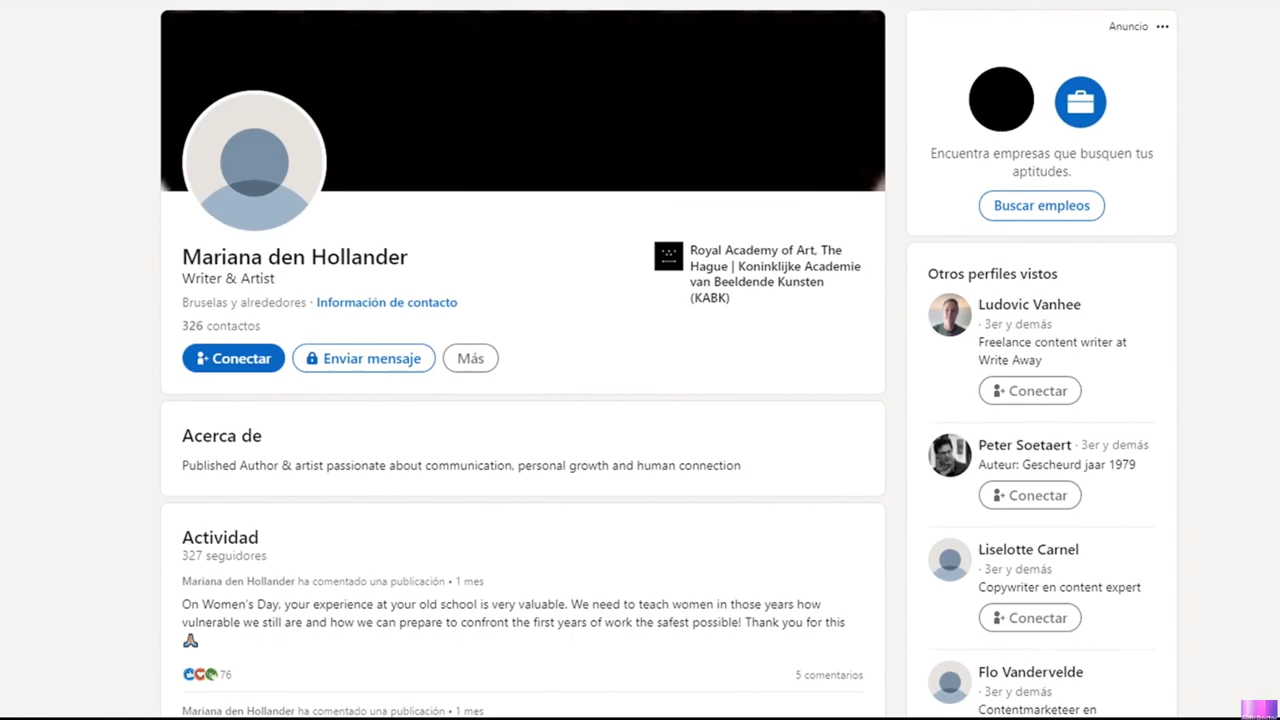 Mariana den Hollander
Writer & Artist
Bruselas y alrededores · Información de contacto
326 contactos
Conectar
Enviar mensaje
Más
Royal Academy of Art, The
Hague | Koninklijke Academie
van Beeldende Kunsten
(KABK)
Acerca de
Published Author & artist passionate about communication, personal growth and human connection
Actividad
327 seguidores
Mariana den Hollander ha comentado una publicación • 1 mes
On Women's Day, your experience at your old school is very valuable. We need to teach women in those years how
vulnerable we still are and how we can prepare to confront the first years of work the safest possible! Thank you for this
🙏🏼
76
5 comentarios
Mariana den Hollander ha comentado una publicación • 1 mes
Anuncio •••
Encuentra empresas que busquen tus
aptitudes.
Buscar empleos
Otros perfiles vistos
Ludovic Vanhee
· 3er y demás
Freelance content writer at
Write Away
Conectar
Peter Soetaert · 3er y demás
Auteur: Gescheurd jaar 1979
Conectar
Liselotte Carnel
· 3er y demás
Copywriter en content expert
Conectar
Flo Vandervelde
· 3er y demás
Contentmarketeer en